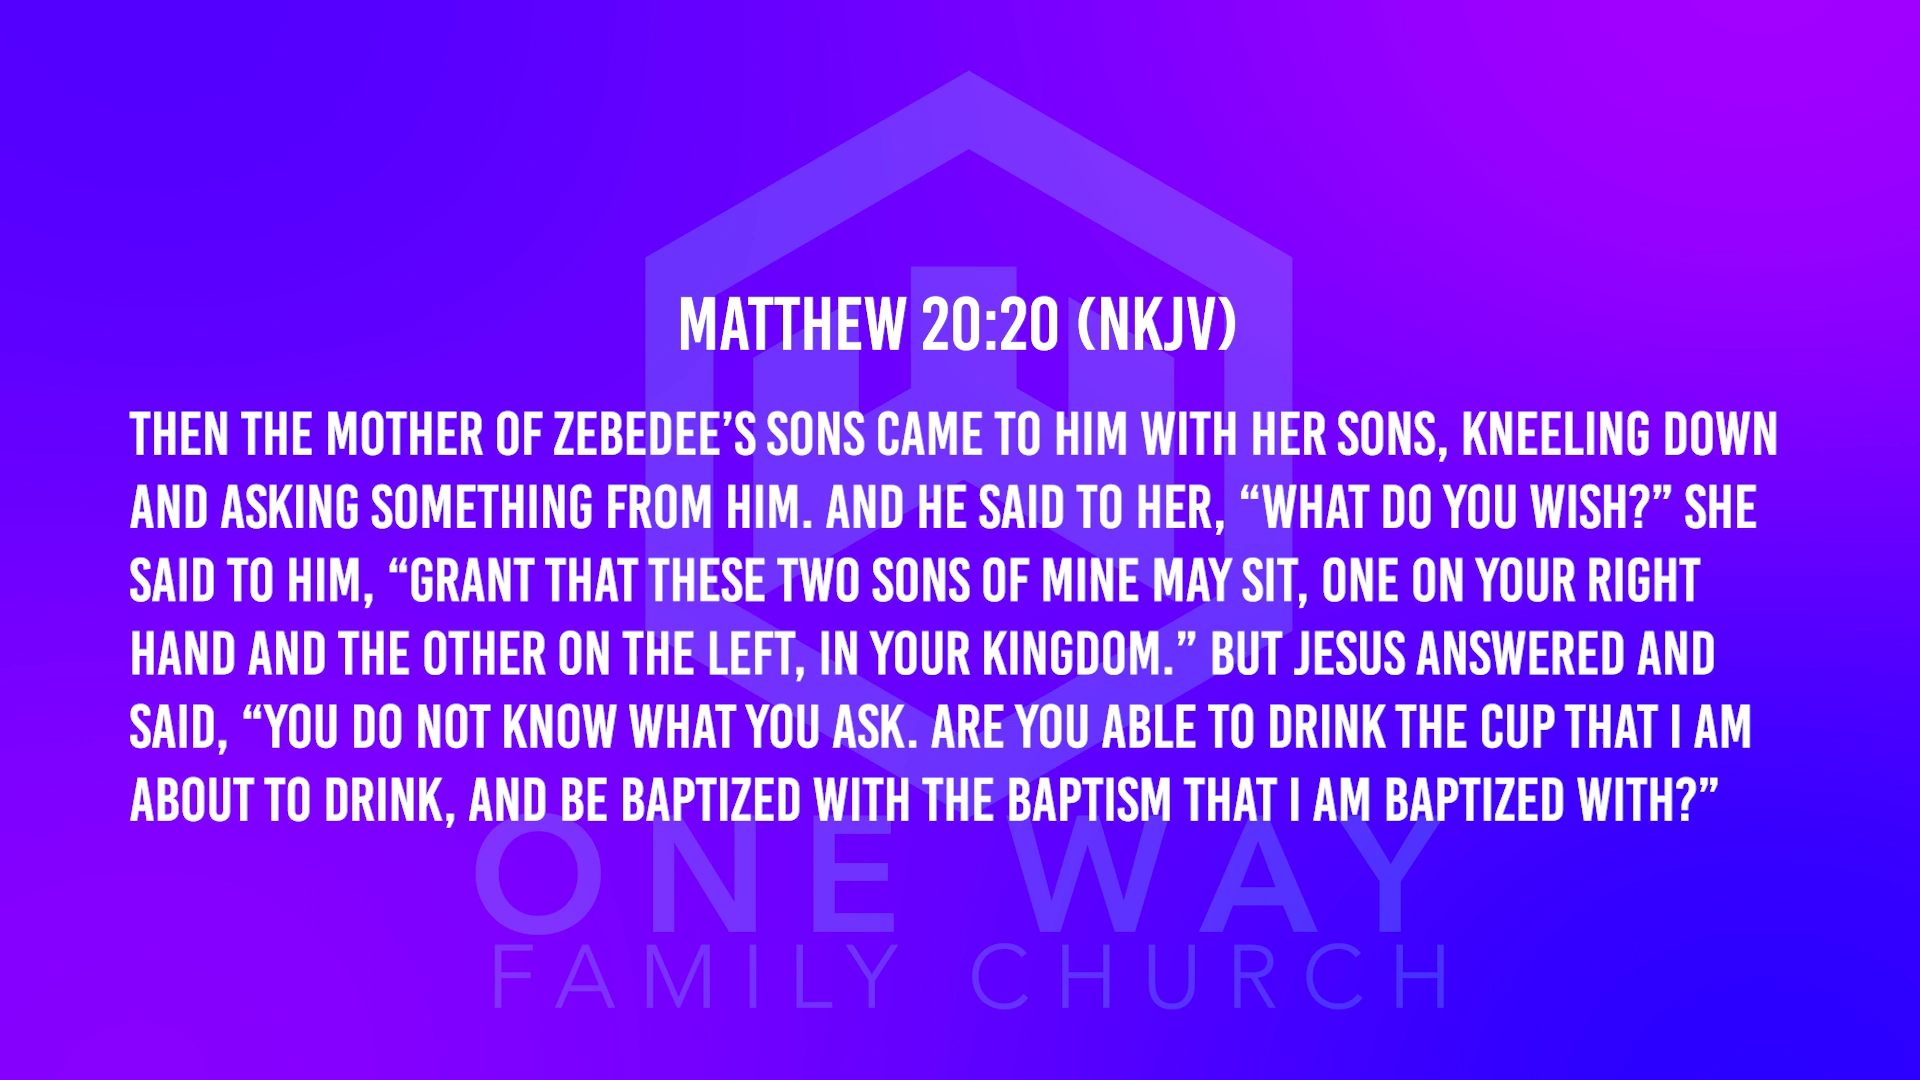 MATTHEW 20:20 (NKJV)
THEN THE MOTHER OF ZEBEDEE’S SONS CAME TO HIM WITH HER SONS, KNEELING DOWN
AND ASKING SOMETHING FROM HIM. AND HE SAID TO HER, “WHAT DO YOU WISH?” SHE
SAID TO HIM, “GRANT THAT THESE TWO SONS OF MINE MAY SIT, ONE ON YOUR RIGHT
HAND AND THE OTHER ON THE LEFT, IN YOUR KINGDOM.” BUT JESUS ANSWERED AND
SAID, “YOU DO NOT KNOW WHAT YOU ASK. ARE YOU ABLE TO DRINK THE CUP THAT I AM
ABOUT TO DRINK, AND BE BAPTIZED WITH THE BAPTISM THAT I AM BAPTIZED WITH?”
ONE WAY
FAMILY CHURCH